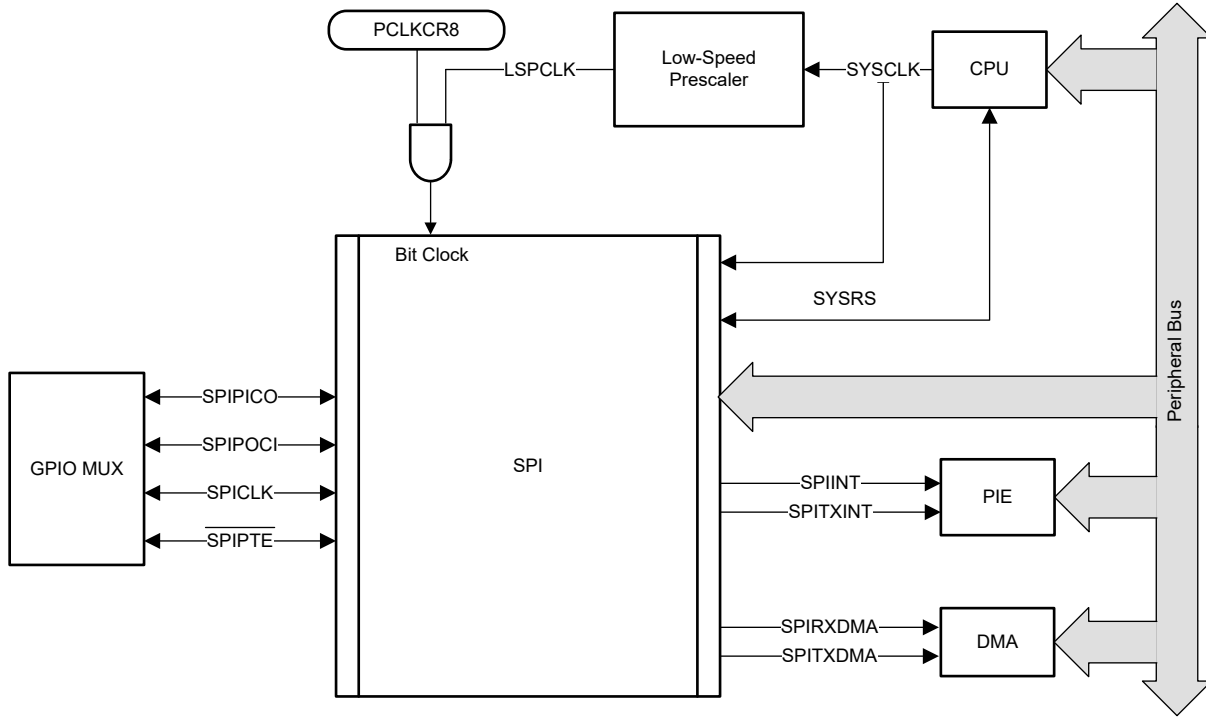 PCLKCR8
LSPCLK
Low-Speed
Prescaler
SYSCLK
CPU
Bit Clock
SYSRS
Peripheral Bus
GPIO MUX
SPIPICO
SPIPOCI
SPICLK
SPIPTE
SPI
SPIINT
SPITXINT
PIE
SPIRXDMA
SPITXDMA
DMA